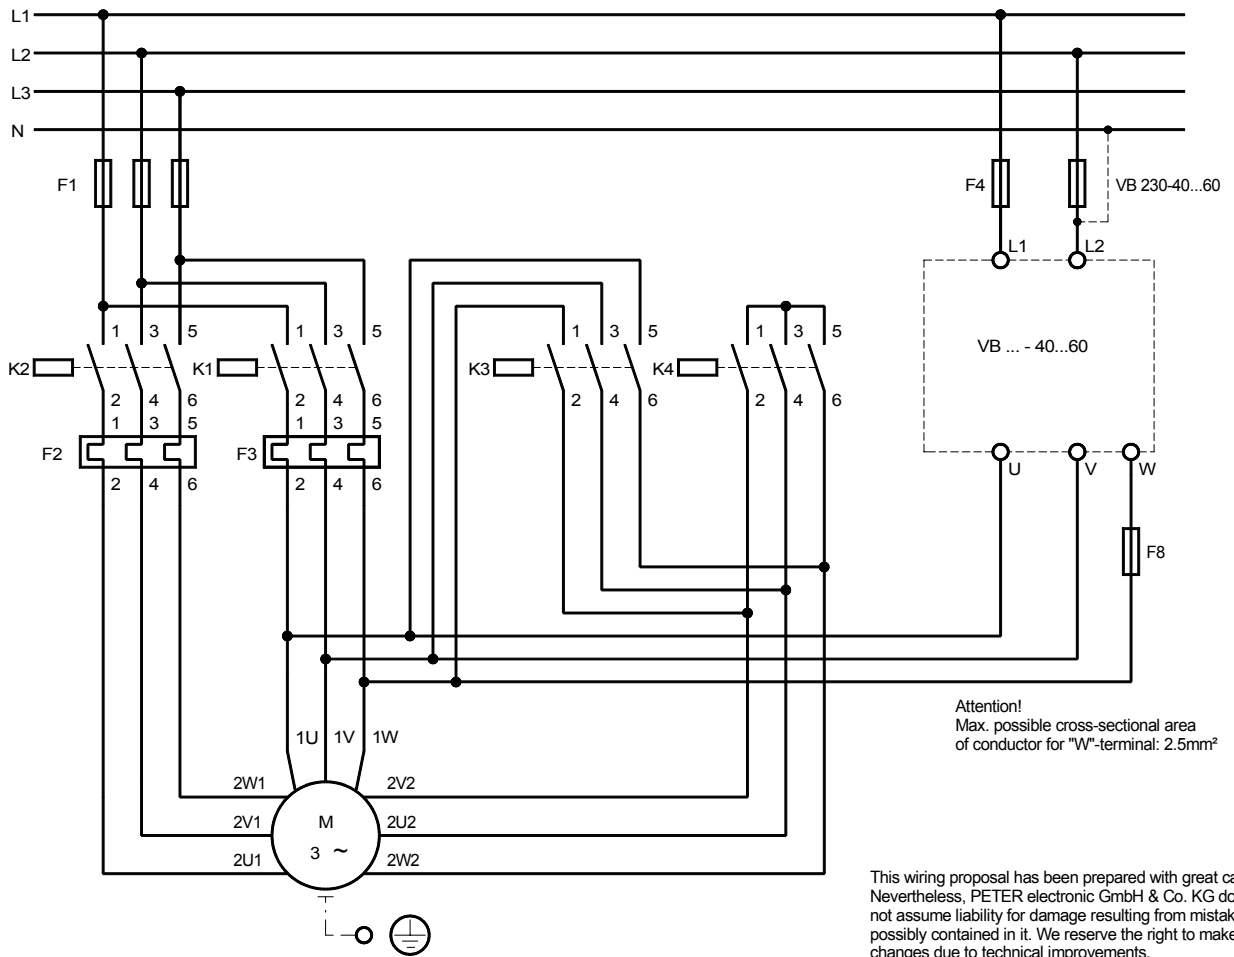 L1
L2
L3
N
F1
F4
VB 230-40...60
L1 L2
1 3 5 1 3 5 1 3 5 1 3 5
K2 K1 K3 K4
VB ... - 40...60
2 4 6 2 4 6 2 4 6 2 4 6
1 3 5 1 3 5
F2 F3
U V W
2 4 6 2 4 6
F8
Attention!
Max. possible cross-sectional area
of conductor for "W"-terminal: 2.5mm²
1U 1V 1W
2W1 2V2
2V1 M 2U2
3 ~
2U1 2W2
This wiring proposal has been prepared with great ca
Nevertheless, PETER electronic GmbH & Co. KG do
not assume liability for damage resulting from mistak
possibly contained in it. We reserve the right to make
changes due to technical improvements.